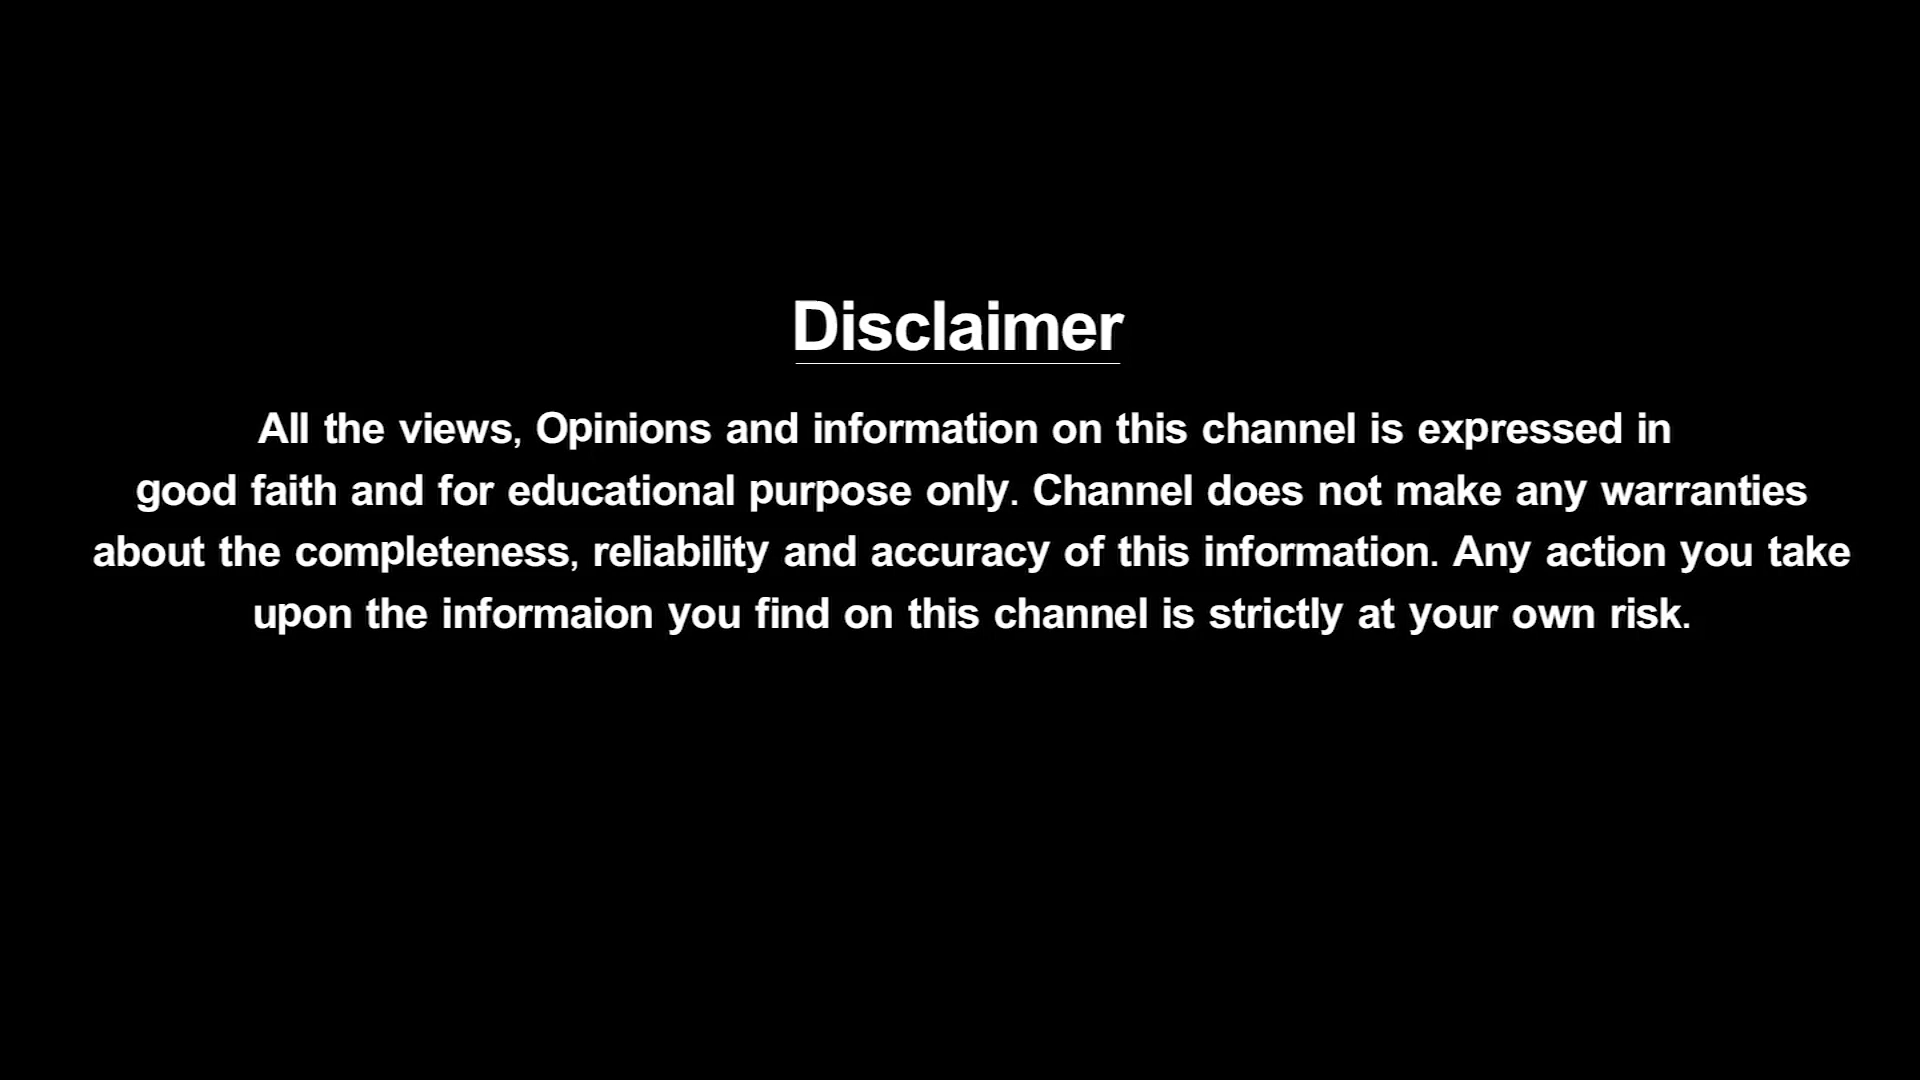 Disclaimer
All the views, Opinions and information on this channel is expressed in
good faith and for educational purpose only. Channel does not make any warranties
about the completeness, reliability and accuracy of this information. Any action you take
upon the informaion you find on this channel is strictly at your own risk.